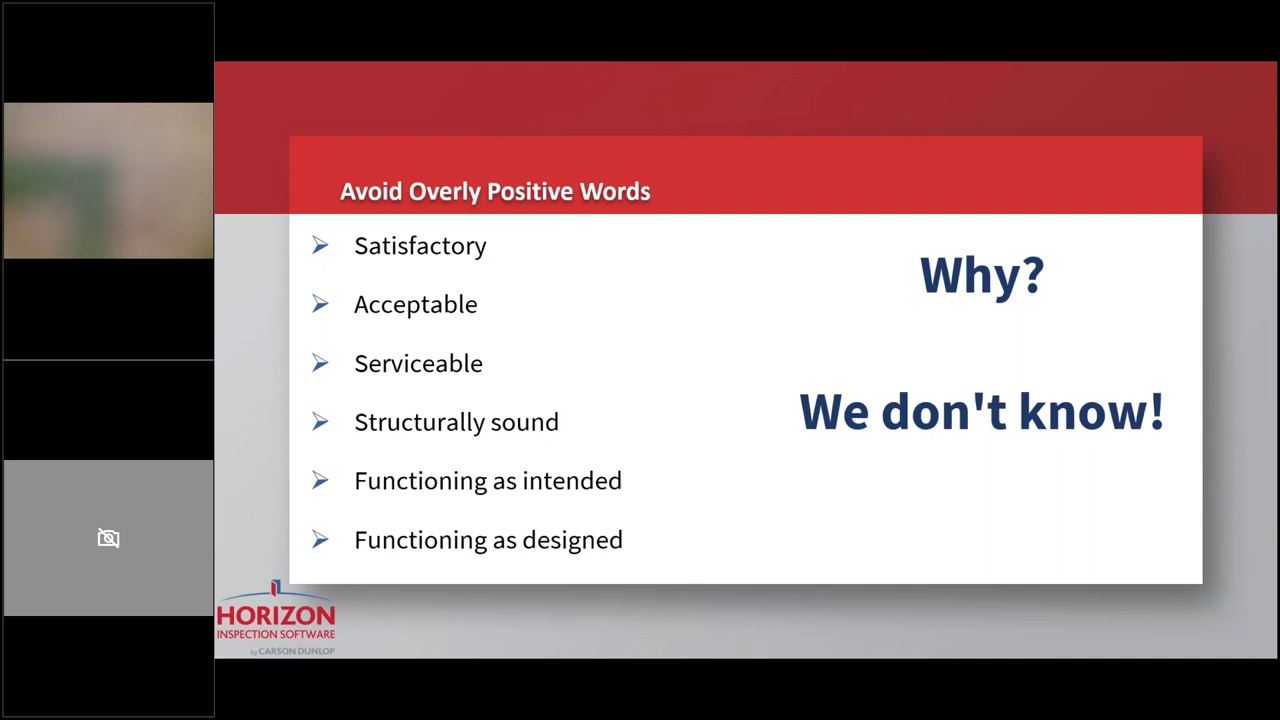 Avoid Overly Positive Words
Satisfactory
Acceptable
Serviceable
Structurally sound
Functioning as intended
Functioning as designed
Why?
We don't know!
HORIZON
INSPECTION SOFTWARE
by CARSON DUNLOP